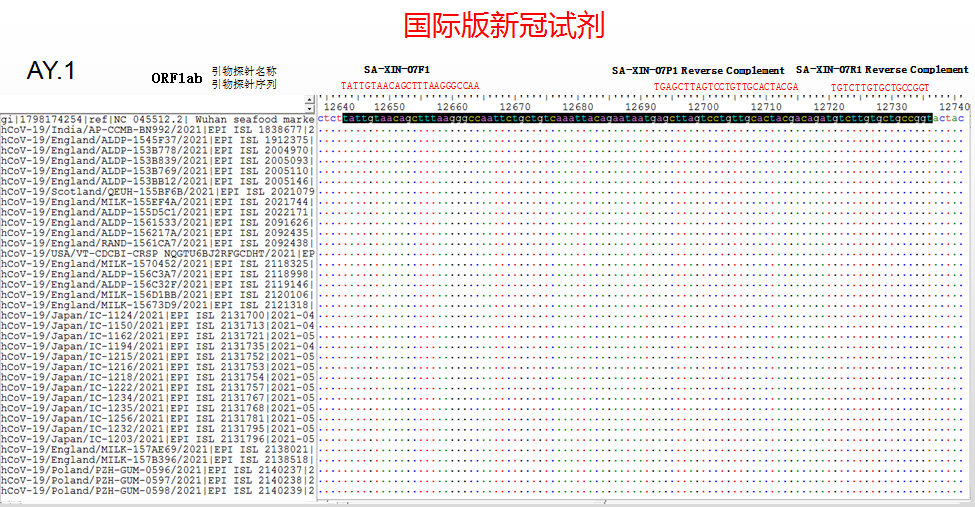 国际版新冠试剂
AY.1
ORF1ab
引物探针名称
引物探针序列
SA-XIN-07F1
SA-XIN-07P1 Reverse Complement
SA-XIN-07R1 Reverse Complement
TATTGTAACAGCTTTAAGGGCCAA
TGAGCTTAGTCCTGTTGCACTACGA
TGTCTTGTGCTGCCGGT
12640 12650 12660 12670 12680 12690 12700 12710 12720 12730 12740
gi|1798174254|ref|NC 045512.2| Wuhan seafood marke
ctcttattgtaacagctttaagggccaattctgctgtcaaattacagaataatgagcttagtcctgttgcactacgacagatgtcttgtgctgccggtactac
hCoV-19/India/AP-CCMB-BN992/2021|EPI ISL 1838677|2
hCoV-19/England/ALDP-1545F37/2021|EPI ISL 1912375|
hCoV-19/England/ALDP-153B778/2021|EPI ISL 2004970|
hCoV-19/England/ALDP-153B839/2021|EPI ISL 2005093|
hCoV-19/England/ALDP-153B769/2021|EPI ISL 2005110|
hCoV-19/England/ALDP-153BB12/2021|EPI ISL 2005146|
hCoV-19/Scotland/QEUH-155BF6B/2021|EPI ISL 2021079
hCoV-19/England/MILK-155EF4A/2021|EPI ISL 2021744|
hCoV-19/England/ALDP-155D5C1/2021|EPI ISL 2022171|
hCoV-19/England/ALDP-1561533/2021|EPI ISL 2091626|
hCoV-19/England/ALDP-156217A/2021|EPI ISL 2092435|
hCoV-19/England/RAND-1561CA7/2021|EPI ISL 2092438|
hCoV-19/USA/VT-CDCBI-CRSP NQGTU6BJ2RFGCDHT/2021|EP
hCoV-19/England/MILK-1570452/2021|EPI ISL 2118325|
hCoV-19/England/ALDP-156C3A7/2021|EPI ISL 2118998|
hCoV-19/England/ALDP-156C32F/2021|EPI ISL 2119146|
hCoV-19/England/MILK-156D1BB/2021|EPI ISL 2120106|
hCoV-19/England/MILK-15673D9/2021|EPI ISL 2121318|
hCoV-19/Japan/IC-1124/2021|EPI ISL 2131700|2021-04
hCoV-19/Japan/IC-1150/2021|EPI ISL 2131713|2021-04
hCoV-19/Japan/IC-1162/2021|EPI ISL 2131721|2021-05
hCoV-19/Japan/IC-1194/2021|EPI ISL 2131735|2021-04
hCoV-19/Japan/IC-1215/2021|EPI ISL 2131752|2021-05
hCoV-19/Japan/IC-1216/2021|EPI ISL 2131753|2021-05
hCoV-19/Japan/IC-1218/2021|EPI ISL 2131754|2021-05
hCoV-19/Japan/IC-1222/2021|EPI ISL 2131757|2021-05
hCoV-19/Japan/IC-1234/2021|EPI ISL 2131767|2021-05
hCoV-19/Japan/IC-1235/2021|EPI ISL 2131768|2021-05
hCoV-19/Japan/IC-1256/2021|EPI ISL 2131781|2021-05
hCoV-19/Japan/IC-1232/2021|EPI ISL 2131795|2021-05
hCoV-19/Japan/IC-1203/2021|EPI ISL 2131796|2021-05
hCoV-19/England/MILK-157AE69/2021|EPI ISL 2138021|
hCoV-19/England/MILK-157B396/2021|EPI ISL 2138518|
hCoV-19/Poland/PZH-GUM-0596/2021|EPI ISL 2140237|2
hCoV-19/Poland/PZH-GUM-0597/2021|EPI ISL 2140238|2
hCoV-19/Poland/PZH-GUM-0598/2021|EPI ISL 2140239|2